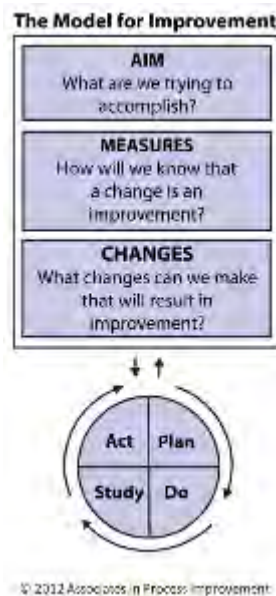 The Model for Improvement
AIM
What are we trying to
accomplish?
MEASURES
How will we know that
a change is an
improvement?
CHANGES
What changes can we make
that will result in
improvement?
Act Plan
Study Do
© 2012 Associates in Process Improvement